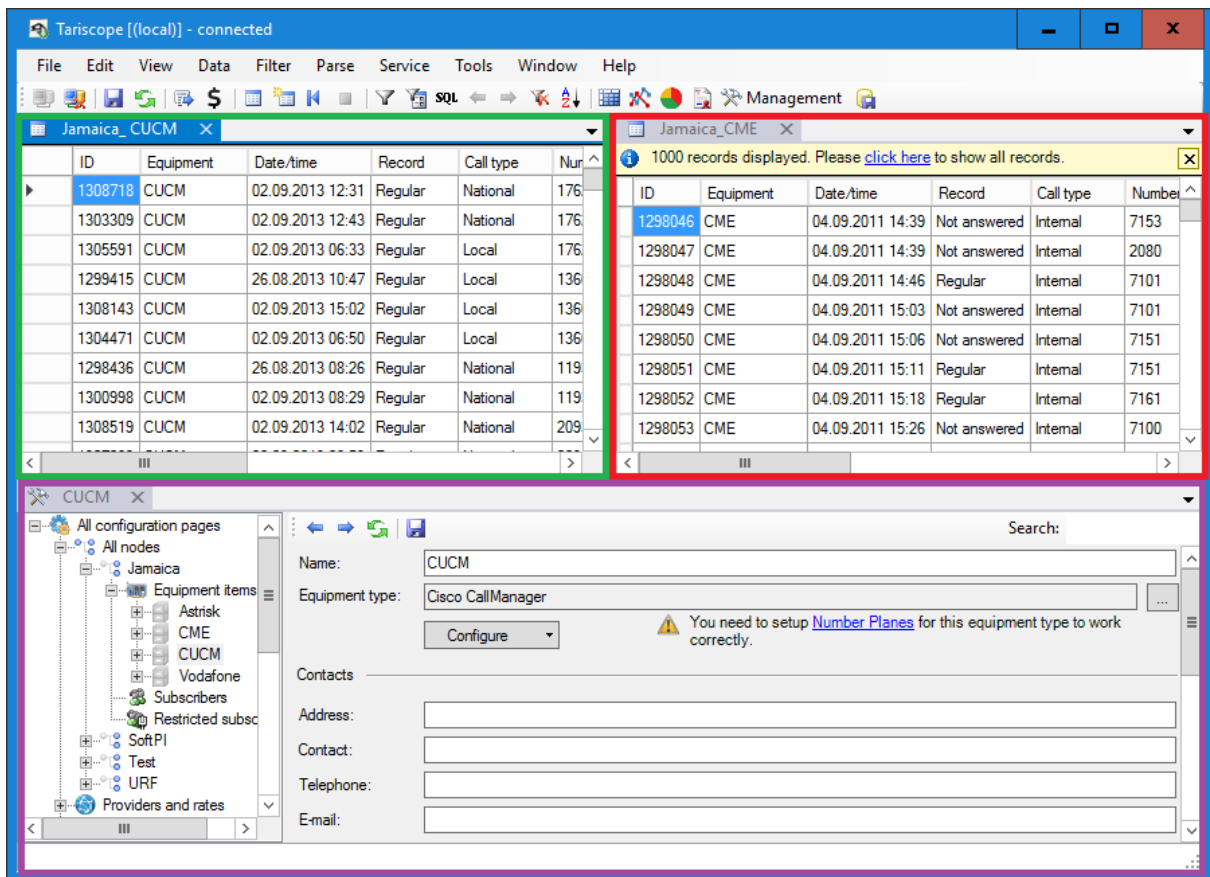 Tariscope [(local)] - connected
File Edit View Data Filter Parse Service Tools Window Help
SQL Management
Jamaica_ CUCM
ID Equipment Date/time Record Call type
1308718 CUCM 02.09.2013 12:31 Regular National 176
1303309 CUCM 02.09.2013 12:43 Regular National 176
1305591 CUCM 02.09.2013 06:33 Regular Local 176
1299415 CUCM 26.08.2013 10:47 Regular Local 136
1308143 CUCM 02.09.2013 15:02 Regular Local 136
1304471 CUCM 02.09.2013 06:50 Regular Local 136
1298436 CUCM 26.08.2013 08:26 Regular National 119
1300998 CUCM 02.09.2013 08:29 Regular National 119
1308519 CUCM 02.09.2013 14:02 Regular National 209
Jamaica_CME
1000 records displayed. Please click here to show all records.
ID Equipment Date/time Record Call type Number
1298046 CME 04.09.2011 14:39 Not answered Internal 7153
1298047 CME 04.09.2011 14:39 Not answered Internal 2080
1298048 CME 04.09.2011 14:46 Regular Internal 7101
1298049 CME 04.09.2011 15:03 Not answered Internal 7101
1298050 CME 04.09.2011 15:06 Not answered Internal 7151
1298051 CME 04.09.2011 15:11 Regular Internal 7151
1298052 CME 04.09.2011 15:18 Regular Internal 7161
1298053 CME 04.09.2011 15:26 Not answered Internal 7100
CUCM
All configuration pages
All nodes
Jamaica
Equipment items
Astrisk
CME
CUCM
Vodafone
Subscribers
Restricted subsc
SoftPI
Test
URF
Providers and rates
Search:
Name: CUCM
Equipment type: Cisco CallManager ...
Configure
You need to setup Number Planes for this equipment type to work
correctly.
Contacts
Address:
Contact:
Telephone:
E-mail: